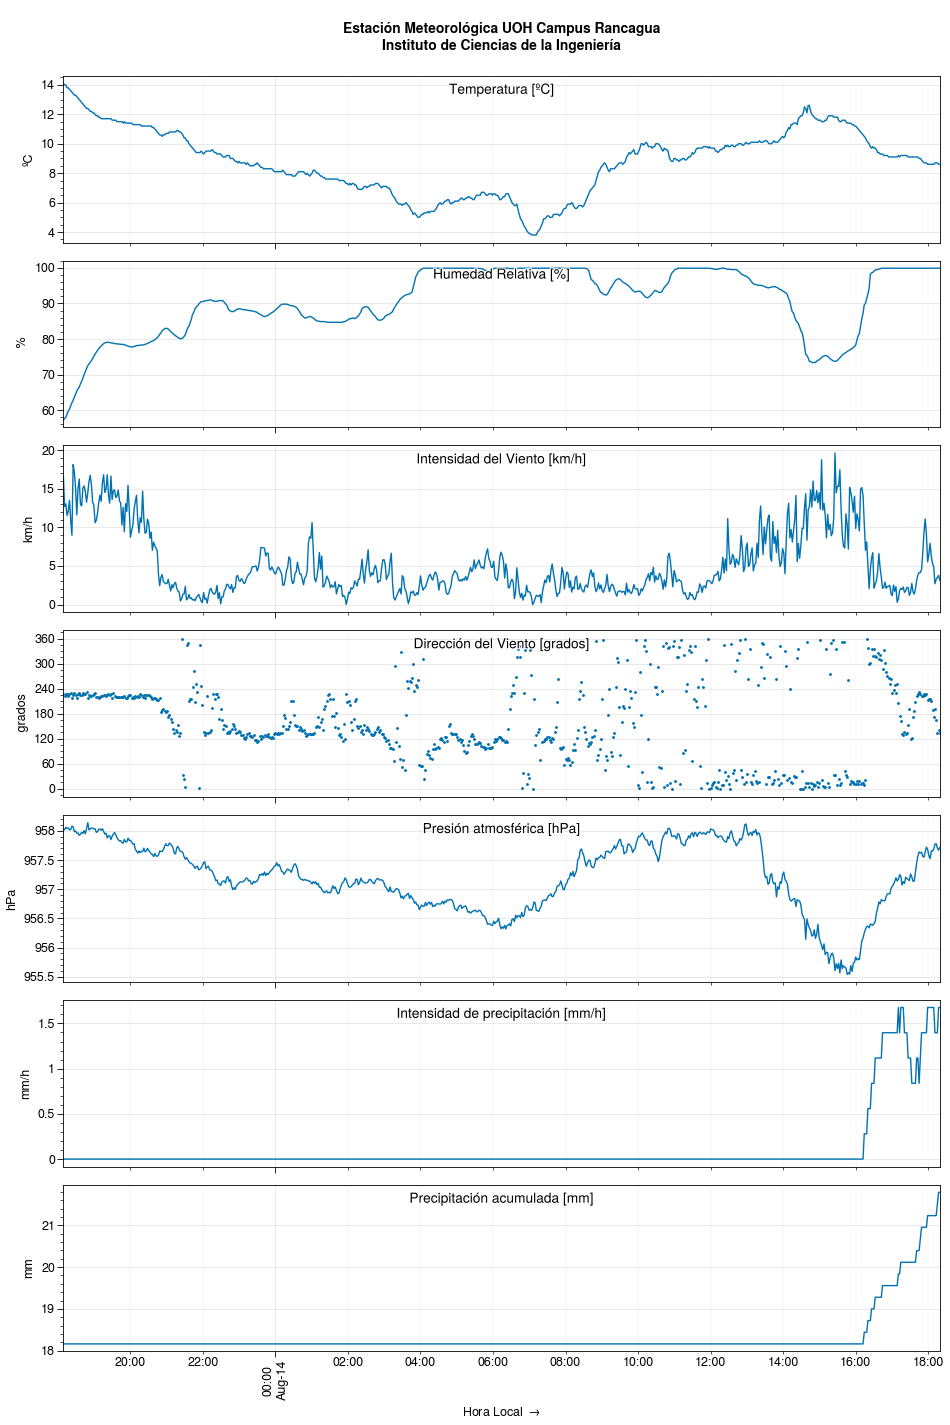 Estación Meteorológica UOH Campus Rancagua
Instituto de Ciencias de la Ingeniería
Temperatura [ºC]
ºC
14
12
10
8
6
4
Humedad Relativa [%]
%
100
90
80
70
60
Intensidad del Viento [km/h]
km/h
20
15
10
5
0
Dirección del Viento [grados]
grados
360
300
240
180
120
60
0
Presión atmosférica [hPa]
hPa
958
957.5
957
956.5
956
955.5
Intensidad de precipitación [mm/h]
mm/h
1.5
1
0.5
0
Precipitación acumulada [mm]
mm
21
20
19
18
20:00
22:00
00:00
Aug-14
02:00
04:00
06:00
08:00
10:00
12:00
14:00
16:00
18:00
Hora Local →